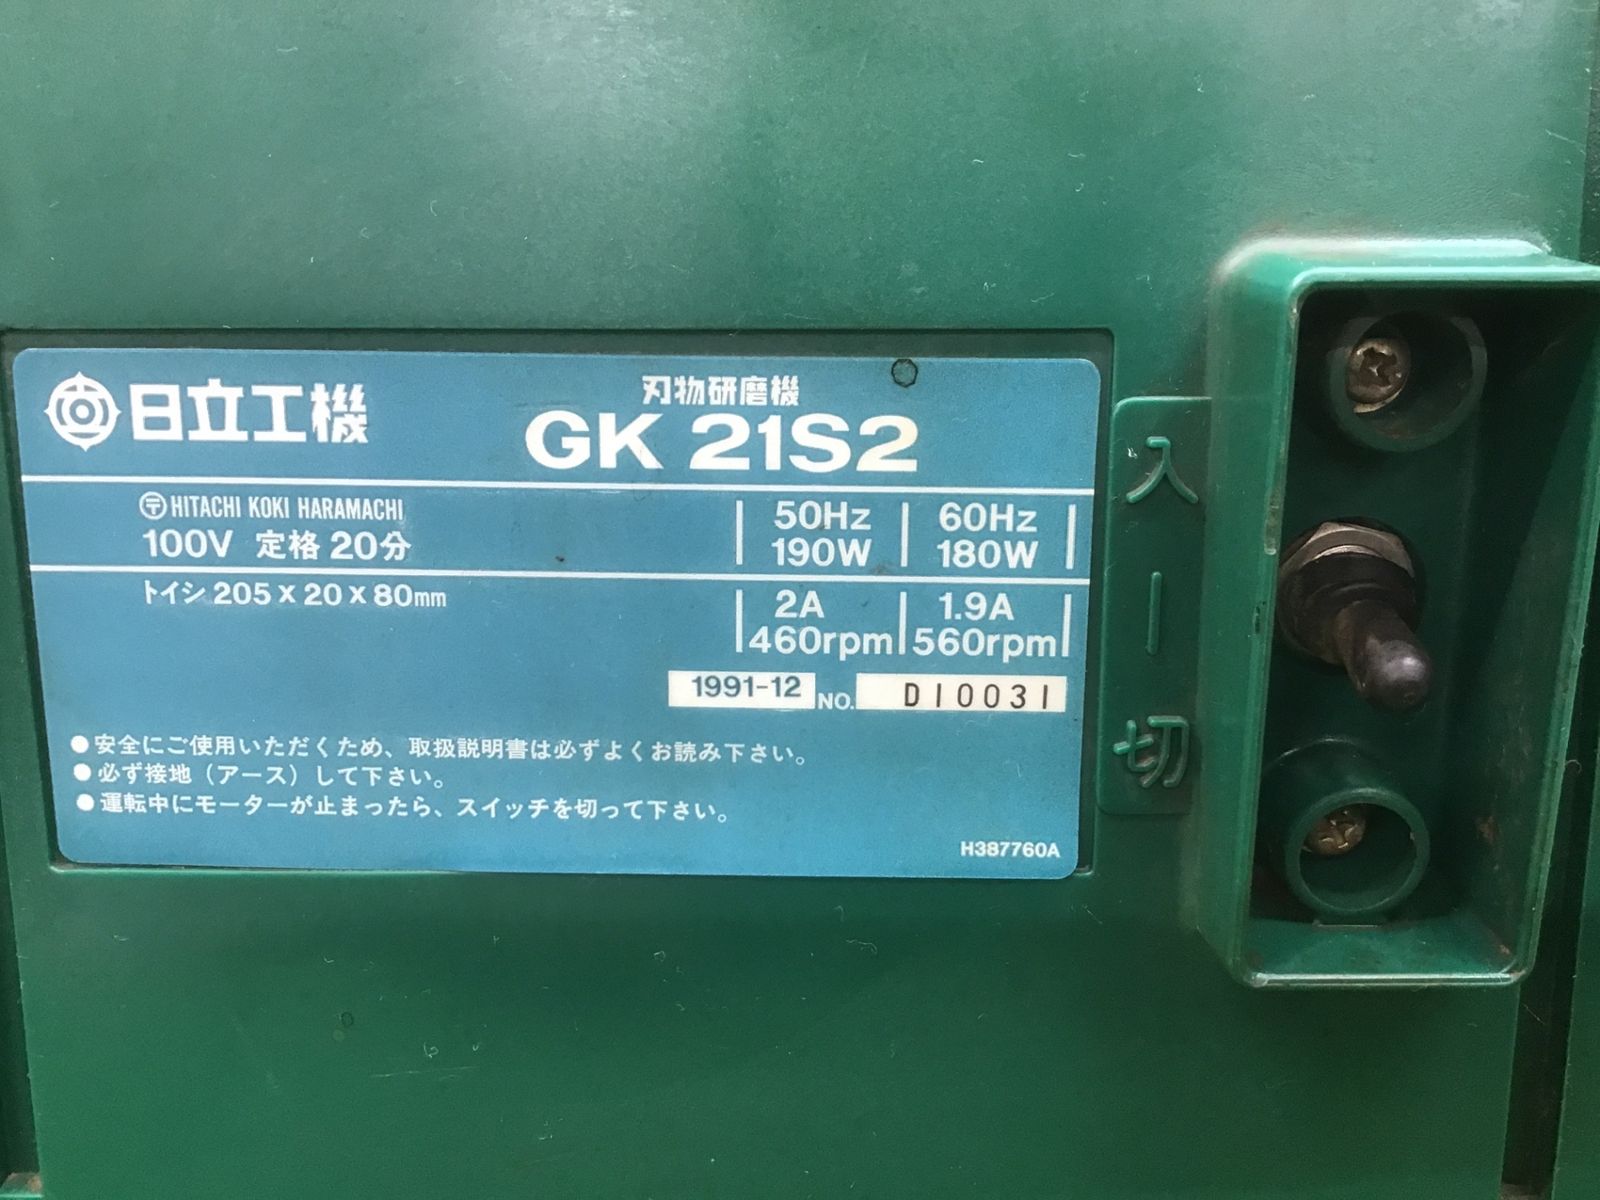 日立工機
刃物研磨機
GK 21S2
〒 HITACHI KOKI HARAMACHI
100V 定格 20分
50Hz 60Hz
190W 180W
トイシ 205 x 20 x 80mm
2A 1.9A
460rpm 560rpm
1991-12 NO. D10031
●安全にご使用いただくため、取扱説明書は必ずよくお読み下さい。
●必ず接地（アース）して下さい。
●運転中にモーターが止まったら、スイッチを切って下さい。
H387760A
入
切